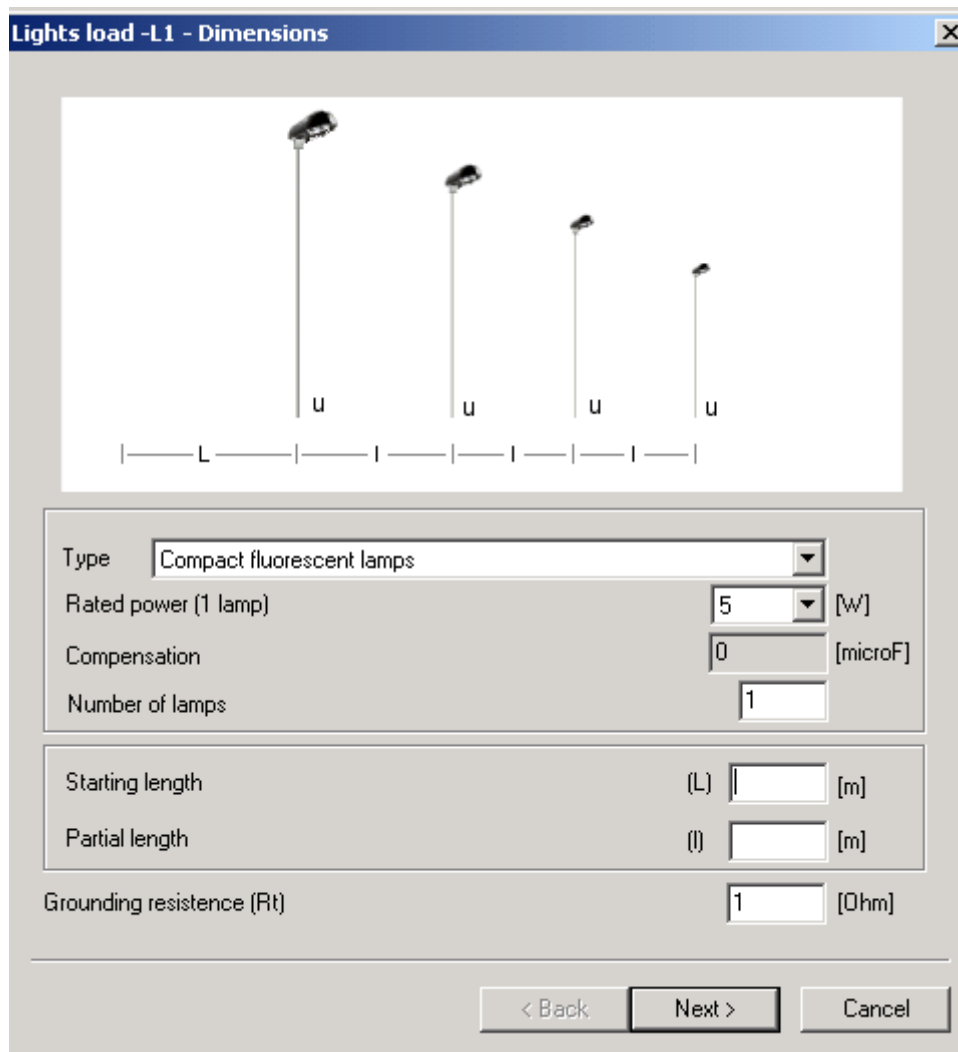 Lights load -L1 - Dimensions
u u u u
L l l l
Type Compact fluorescent lamps
Rated power (1 lamp) 5 [W]
Compensation 0 [microF]
Number of lamps 1
Starting length (L) [m]
Partial length (l) [m]
Grounding resistence (Rt) 1 [Ohm]
< Back Next > Cancel